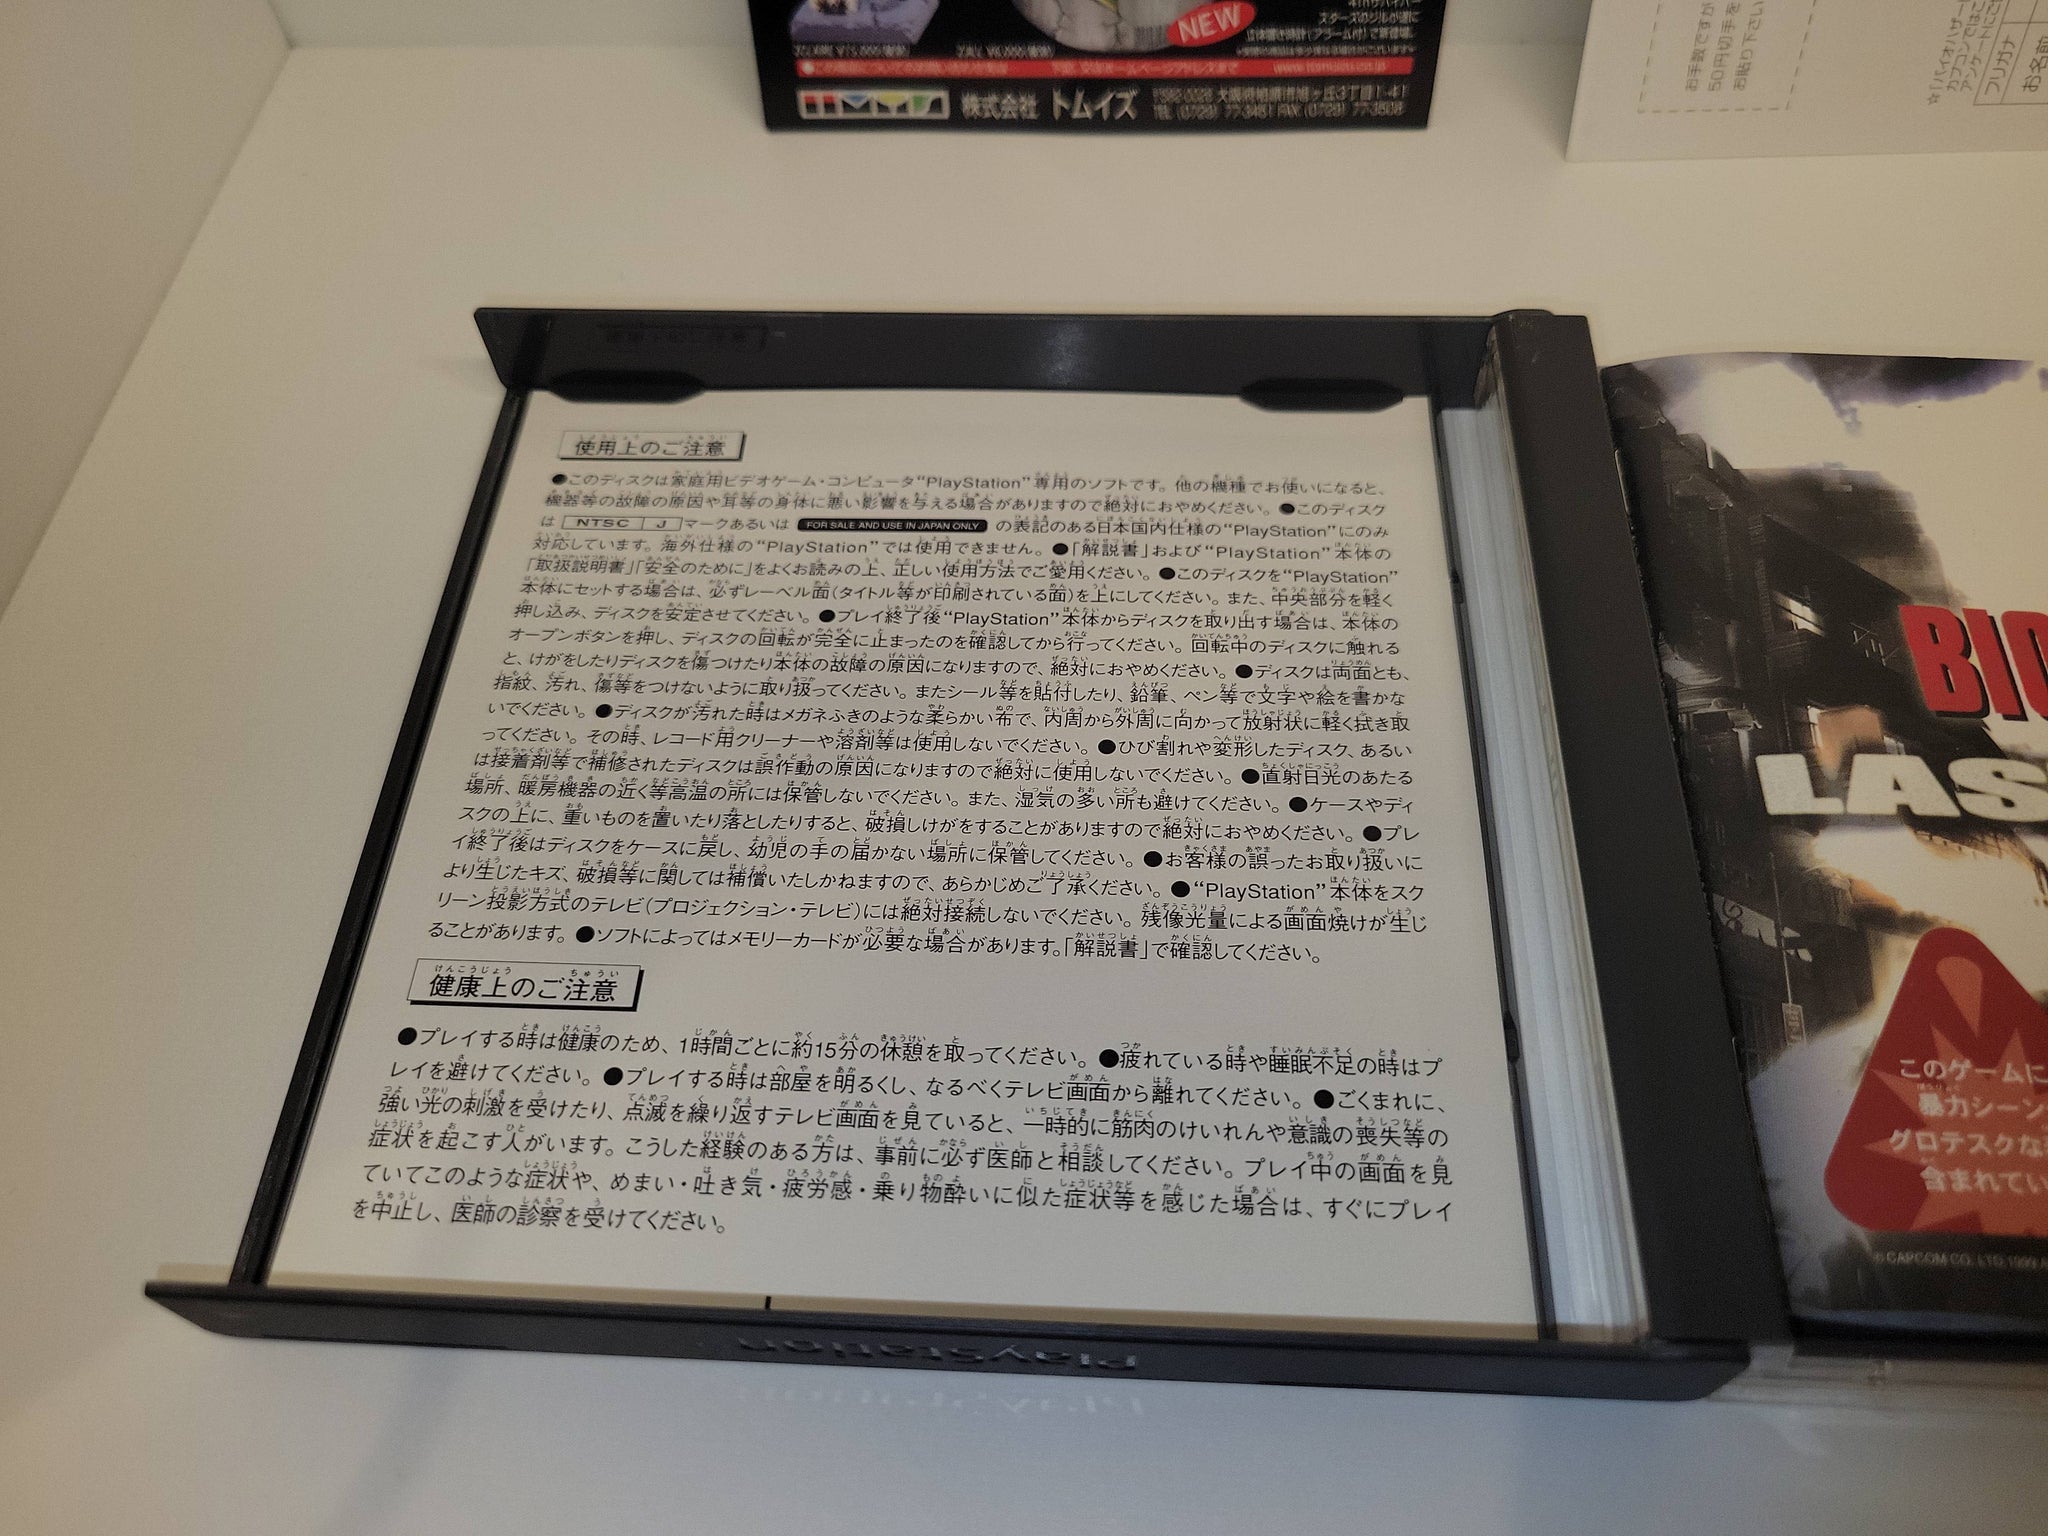 NEW
株式会社 トムイズ
お手数ですが
50円切手を
お貼り下さい
フリガナ
お名前
使用上のご注意
●このディスクは家庭用ビデオゲーム・コンピュータ“PlayStation”専用のソフトです。他の機種でお使いになると、
機器等の故障の原因や耳等の身体に悪い影響を与える場合がありますので絶対におやめください。●このディスク
は NTSC J マークあるいは FOR SALE AND USE IN JAPAN ONLY の表記のある日本国内仕様の“PlayStation”にのみ
対応しています。海外仕様の“PlayStation”では使用できません。●「解説書」および“PlayStation”本体の
「取扱説明書」「安全のために」をよくお読みの上、正しい使用方法でご愛用ください。●このディスクを“PlayStation”
本体にセットする場合は、必ずレーベル面(タイトル等が印刷されている面)を上にしてください。また、中央部分を軽く
押し込み、ディスクを安定させてください。●プレイ終了後“PlayStation”本体からディスクを取り出す場合は、本体の
オープンボタンを押し、ディスクの回転が完全に止まったのを確認してから行ってください。回転中のディスクに触れる
と、けがをしたりディスクを傷つけたり本体の故障の原因になりますので、絶対におやめください。●ディスクは両面とも、
指紋、汚れ、傷等をつけないように取り扱ってください。またシール等を貼付したり、鉛筆、ペン等で文字や絵を書かな
いでください。●ディスクが汚れた時はメガネふきのような柔らかい布で、内周から外周に向かって放射状に軽く拭き取
ってください。その時、レコード用クリーナーや溶剤等は使用しないでください。●ひび割れや変形したディスク、あるい
は接着剤等で補修されたディスクは誤作動の原因になりますので絶対に使用しないでください。●直射日光のあたる
場所、暖房機器の近く等高温の所には保管しないでください。また、湿気の多い所も避けてください。●ケースやディ
スクの上に、重いものを置いたり落としたりすると、破損しけがをすることがありますので絶対におやめください。●プレ
イ終了後はディスクをケースに戻し、幼児の手の届かない場所に保管してください。●お客様の誤ったお取り扱いに
より生じたキズ、破損等に関しては補償いたしかねますので、あらかじめご了承ください。●“PlayStation”本体をスク
リーン投影方式のテレビ(プロジェクション・テレビ)には絶対接続しないでください。残像光量による画面焼けが生じ
ることがあります。●ソフトによってはメモリーカードが必要な場合があります。「解説書」で確認してください。
健康上のご注意
●プレイする時は健康のため、1時間ごとに約15分の休憩を取ってください。●疲れている時や睡眠不足の時はプ
レイを避けてください。●プレイする時は部屋を明るくし、なるべくテレビ画面から離れてください。●ごくまれに、
強い光の刺激を受けたり、点滅を繰り返すテレビ画面を見ていると、一時的に筋肉のけいれんや意識の喪失等の
症状を起こす人がいます。こうした経験のある方は、事前に必ず医師と相談してください。プレイ中の画面を見
ていてこのような症状や、めまい・吐き気・疲労感・乗り物酔いに似た症状等を感じた場合は、すぐにプレイ
を中止し、医師の診察を受けてください。
PlayStation
BIO
LAS
このゲームに
暴力シーン
グロテスクな
含まれてい
© CAPCOM CO., LTD. 1999 A